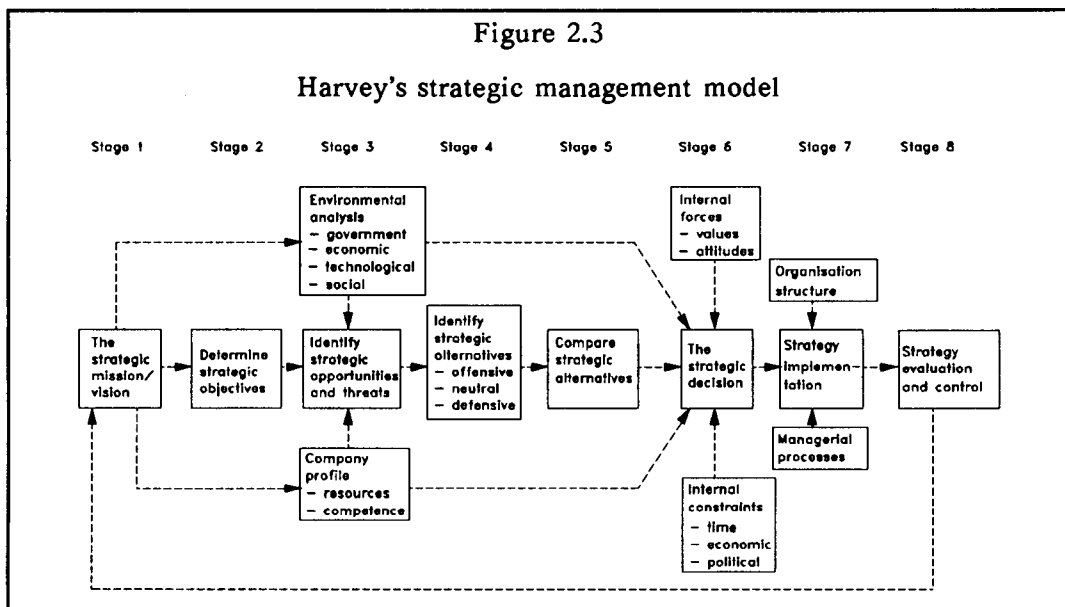 Figure 2.3
Harvey's strategic management model
Stage 1 Stage 2 Stage 3 Stage 4 Stage 5 Stage 6 Stage 7 Stage 8
Environmental
analysis
- government
- economic
- technological
- social
Internal
forces
- values
- attitudes
Organisation
structure
The
strategic
mission/
vision
Determine
strategic
objectives
Identify
strategic
opportunities
and threats
Identify
strategic
alternatives
- offensive
- neutral
- defensive
Compare
strategic
alternatives
The
strategic
decision
Strategy
implemen-
tation
Strategy
evaluation
and control
Company
profile
- resources
- competence
Managerial
processes
Internal
constraints
- time
- economic
- political